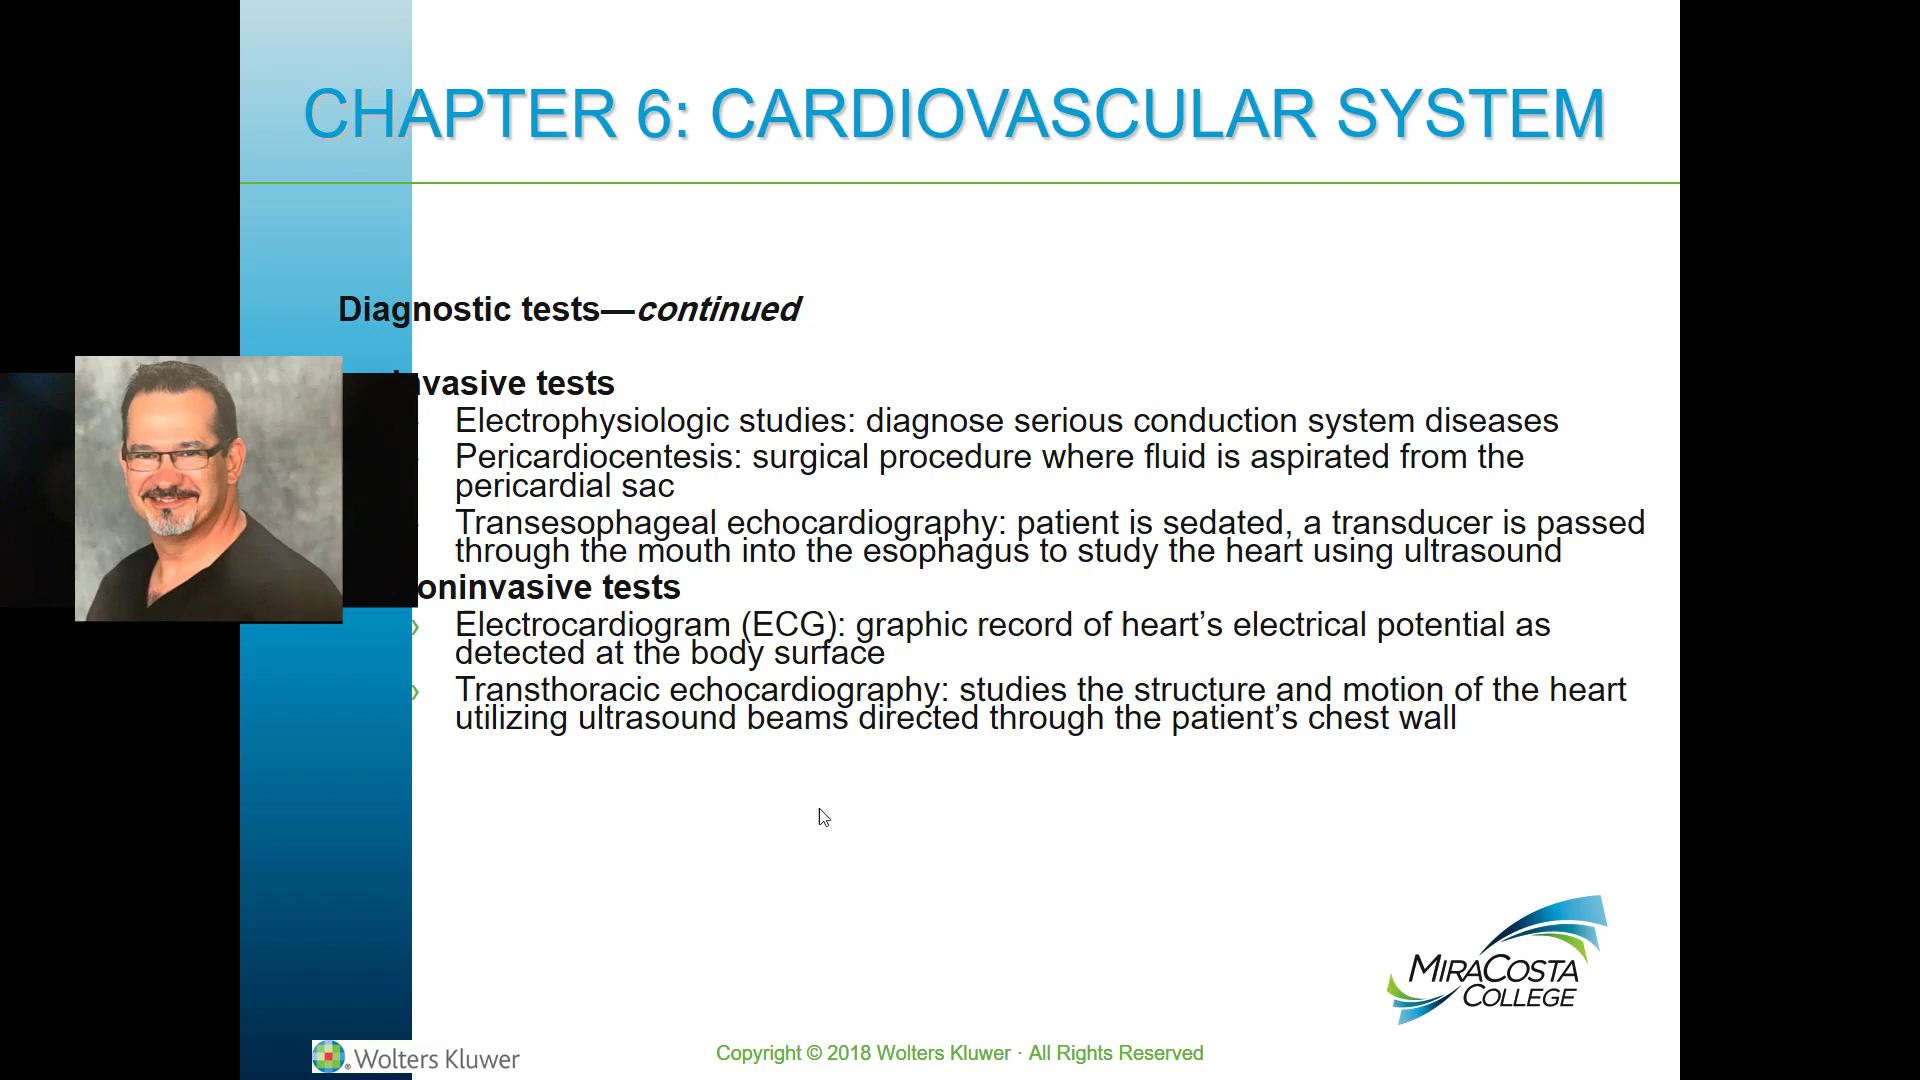 CHAPTER 6: CARDIOVASCULAR SYSTEM
Diagnostic tests—continued
nvasive tests
Electrophysiologic studies: diagnose serious conduction system diseases
Pericardiocentesis: surgical procedure where fluid is aspirated from the
pericardial sac
Transesophageal echocardiography: patient is sedated, a transducer is passed
through the mouth into the esophagus to study the heart using ultrasound
oninvasive tests
Electrocardiogram (ECG): graphic record of heart's electrical potential as
detected at the body surface
Transthoracic echocardiography: studies the structure and motion of the heart
utilizing ultrasound beams directed through the patient's chest wall
MIRACOSTA
COLLEGE
Wolters Kluwer
Copyright © 2018 Wolters Kluwer · All Rights Reserved